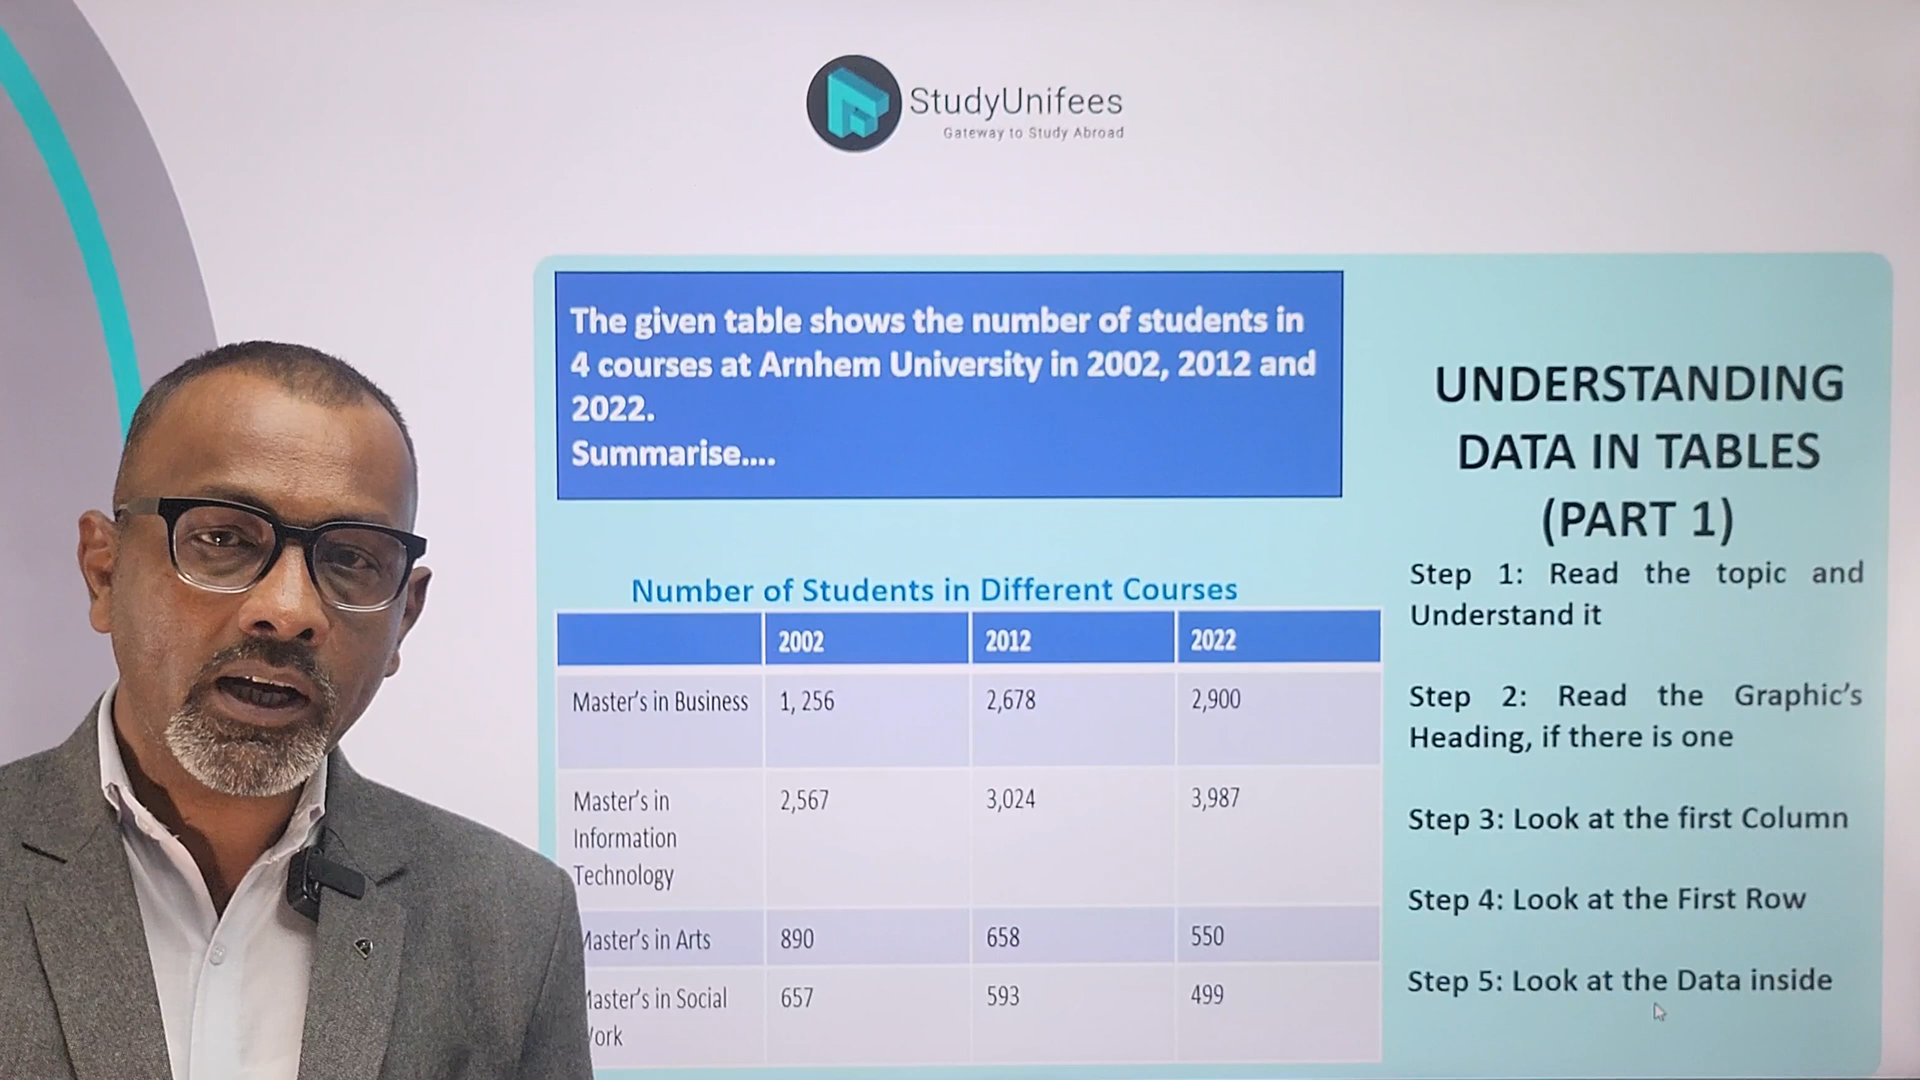 StudyUnifees
Gateway to Study Abroad
The given table shows the number of students in
4 courses at Arnhem University in 2002, 2012 and
2022.
Summarise....
Number of Students in Different Courses
2002 2012 2022
Master's in Business 1, 256 2,678 2,900
Master's in 2,567 3,024 3,987
Information
Technology
Master's in Arts 890 658 550
Master's in Social 657 593 499
Work
UNDERSTANDING
DATA IN TABLES
(PART 1)
Step 1: Read the topic and
Understand it
Step 2: Read the Graphic's
Heading, if there is one
Step 3: Look at the first Column
Step 4: Look at the First Row
Step 5: Look at the Data inside